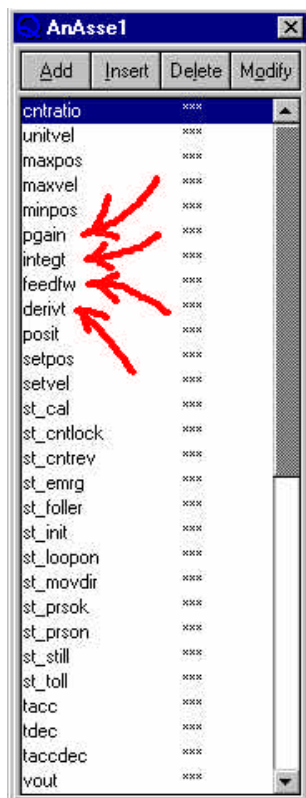 AnAsse1
Add Insert Delete Modify
cntratio ***
unitvel ***
maxpos ***
maxvel ***
minpos ***
pgain ***
integt ***
feedfw ***
derivt ***
posit ***
setpos ***
setvel ***
st_cal ***
st_cntlock ***
st_cntrev ***
st_emrg ***
st_foller ***
st_init ***
st_loopon ***
st_movdir ***
st_prsok ***
st_prson ***
st_still ***
st_toll ***
tacc ***
tdec ***
taccdec ***
vout ***